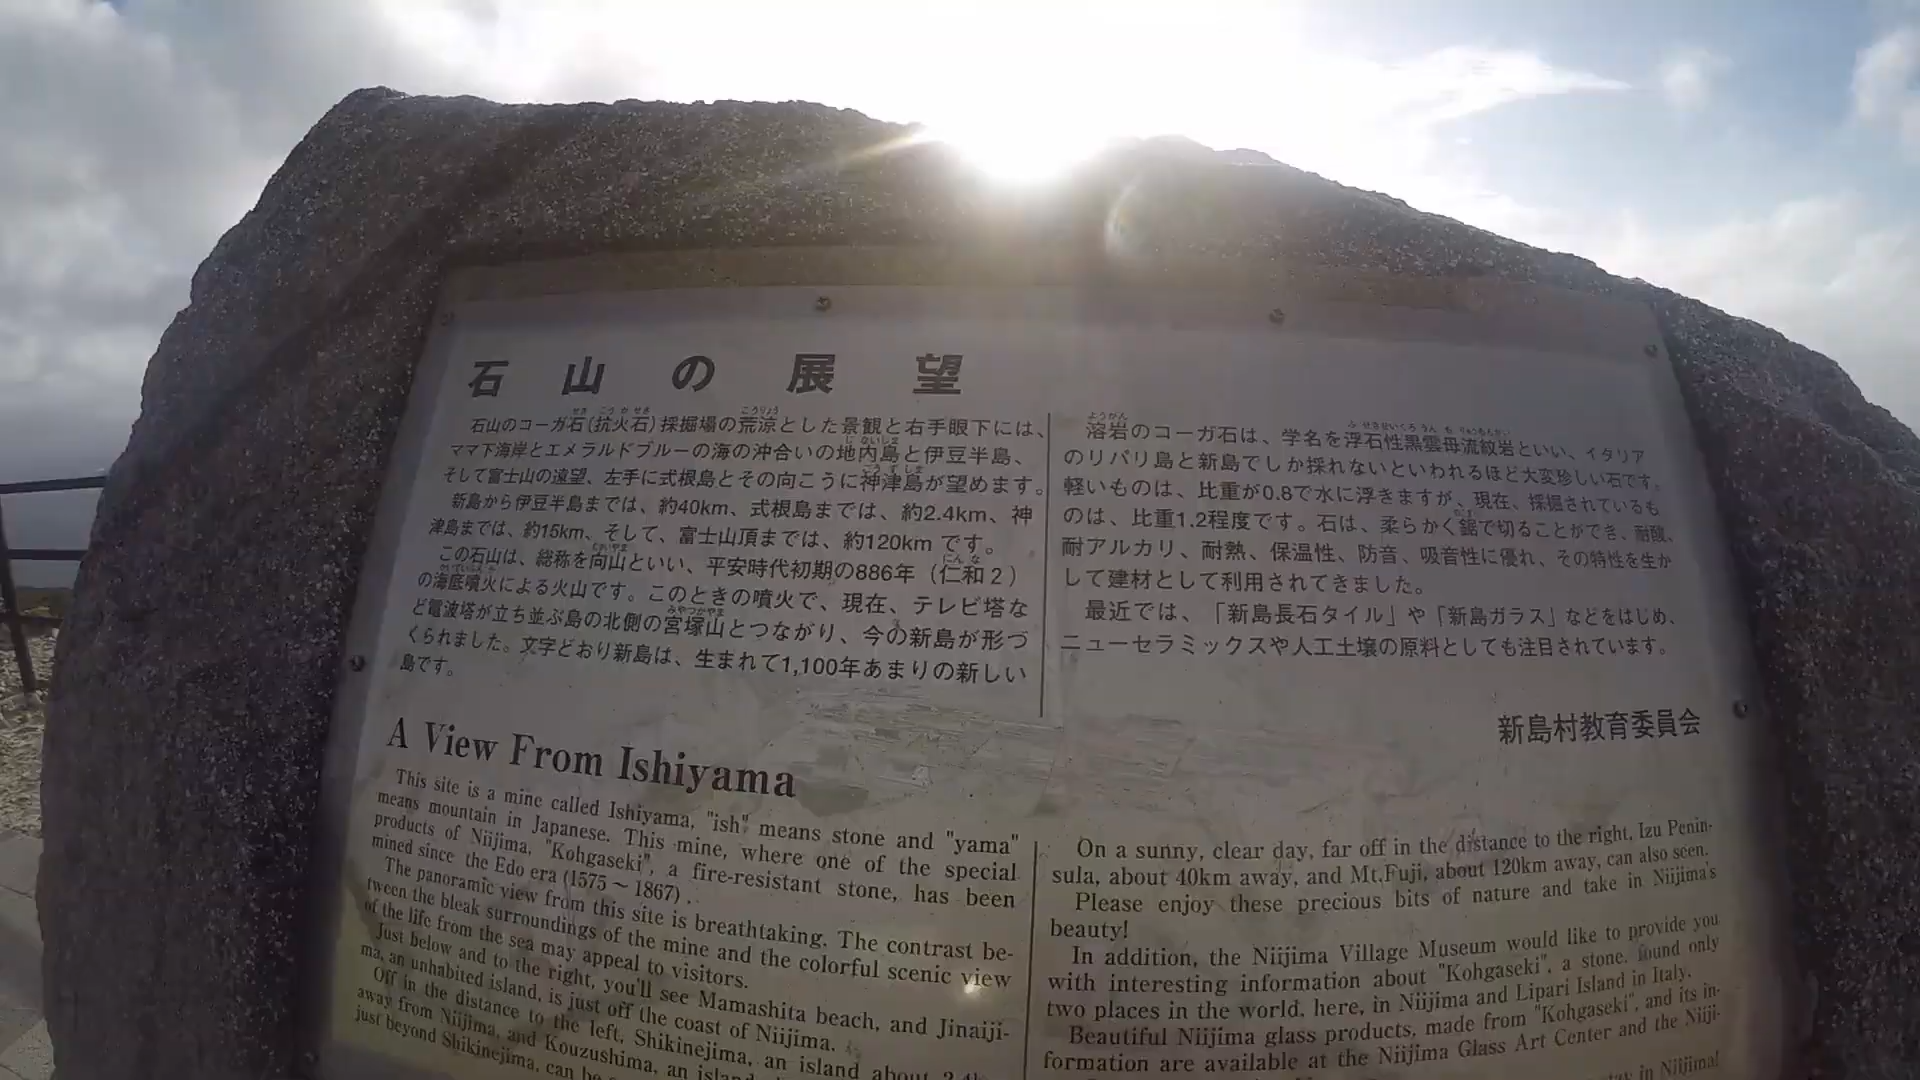 石山の展望
石山のコーガ石(抗火石)採掘場の荒涼とした景観と右手眼下には、
ママ下海岸とエメラルドブルーの海の沖合いの地内島と伊豆半島、
そして富士山の遠望、左手に式根島とその向こうに神津島が望めます。
新島から伊豆半島までは、約40km、式根島までは、約2.4km、神
津島までは、約15km、そして、富士山頂までは、約120km です。
この石山は、総称を向山といい、平安時代初期の886年（仁和2）
の海底噴火による火山です。このときの噴火で、現在、テレビ塔な
ど電波塔が立ち並ぶ島の北側の宮塚山とつながり、今の新島が形づ
くられました。文字どおり新島は、生まれて1,100年あまりの新しい
島です。
溶岩のコーガ石は、学名を浮石性黒雲母流紋岩といい、イタリア
のリパリ島と新島でしか採れないといわれるほど大変珍しい石です。
軽いものは、比重が0.8で水に浮きますが、現在、採掘されているも
のは、比重1.2程度です。石は、柔らかく鋸で切ることができ、耐酸、
耐アルカリ、耐熱、保温性、防音、吸音性に優れ、その特性を生か
して建材として利用されてきました。
最近では、「新島長石タイル」や「新島ガラス」などをはじめ、
ニューセラミックスや人工土壌の原料としても注目されています。
新島村教育委員会
A View From Ishiyama
This site is a mine called Ishiyama, "ish" means stone and "yama"
means mountain in Japanese. This mine, where one of the special
products of Niijima, "Kohgaseki", a fire-resistant stone, has been
mined since the Edo era (1575～1867).
The panoramic view from this site is breathtaking. The contrast be-
tween the bleak surroundings of the mine and the colorful scenic view
of the life from the sea may appeal to visitors.
Just below and to the right, you'll see Mamashita beach, and Jinaiji-
ma, an unhabited island, is just off the coast of Niijima.
Off in the distance to the left, Shikinejima, an island about
away from Niijima, and Kouzushima, an island
just beyond Shikinejima, can be
On a sunny, clear day, far off in the distance to the right, Izu Penin-
sula, about 40km away, and Mt.Fuji, about 120km away, can also seen.
Please enjoy these precious bits of nature and take in Niijima's
beauty!
In addition, the Niijima Village Museum would like to provide you
with interesting information about "Kohgaseki", a stone, found only
two places in the world, here, in Niijima and Lipari Island in Italy.
Beautiful Niijima glass products, made from "Kohgaseki", and its in-
formation are available at the Niijima Glass Art Center and the Niiji-
in Niijima!